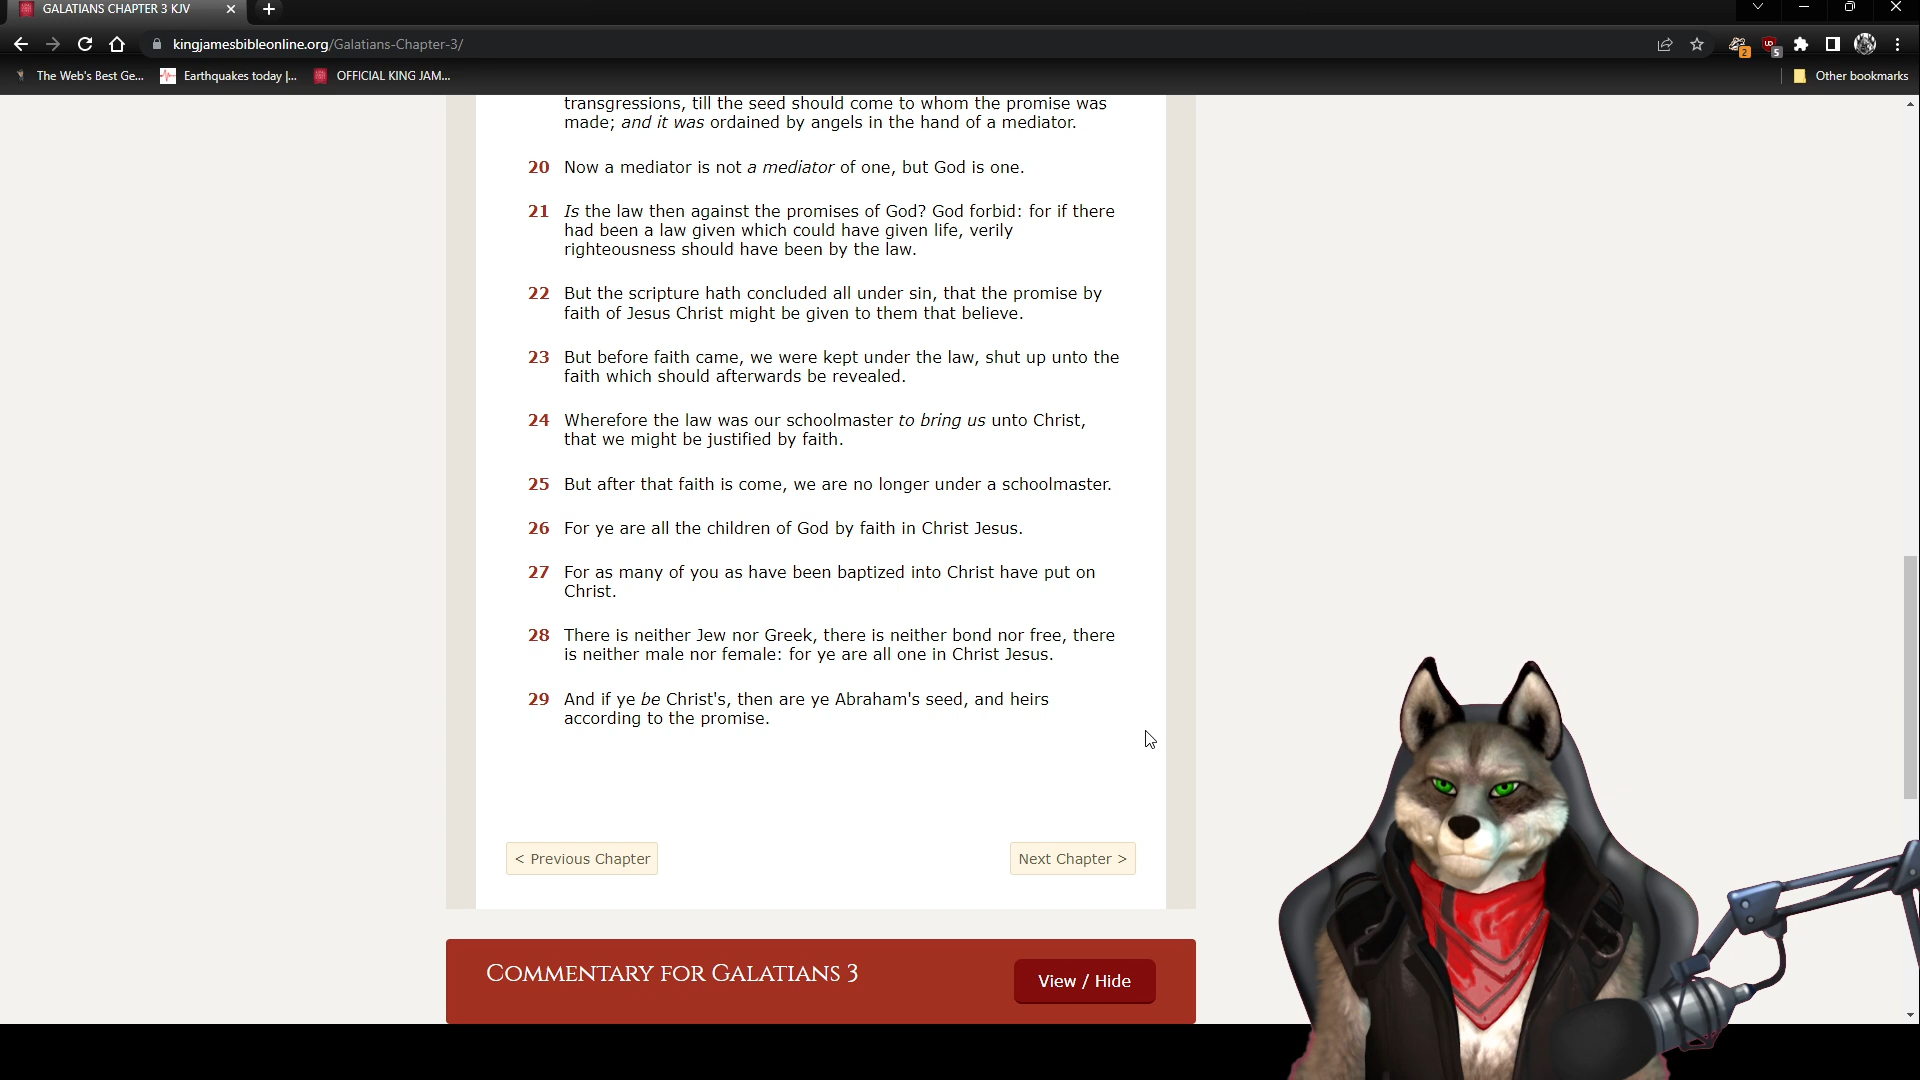 GALATIANS CHAPTER 3 KJV
kingjamesbibleonline.org/Galatians-Chapter-3/
2
UD
5
The Web's Best Ge...
Earthquakes today |...
OFFICIAL KING JAM...
Other bookmarks
transgressions, till the seed should come to whom the promise was
made; and it was ordained by angels in the hand of a mediator.
20 Now a mediator is not a mediator of one, but God is one.
21 Is the law then against the promises of God? God forbid: for if there
had been a law given which could have given life, verily
righteousness should have been by the law.
22 But the scripture hath concluded all under sin, that the promise by
faith of Jesus Christ might be given to them that believe.
23 But before faith came, we were kept under the law, shut up unto the
faith which should afterwards be revealed.
24 Wherefore the law was our schoolmaster to bring us unto Christ,
that we might be justified by faith.
25 But after that faith is come, we are no longer under a schoolmaster.
26 For ye are all the children of God by faith in Christ Jesus.
27 For as many of you as have been baptized into Christ have put on
Christ.
28 There is neither Jew nor Greek, there is neither bond nor free, there
is neither male nor female: for ye are all one in Christ Jesus.
29 And if ye be Christ's, then are ye Abraham's seed, and heirs
according to the promise.
< Previous Chapter
Next Chapter >
COMMENTARY FOR GALATIANS 3
View / Hide